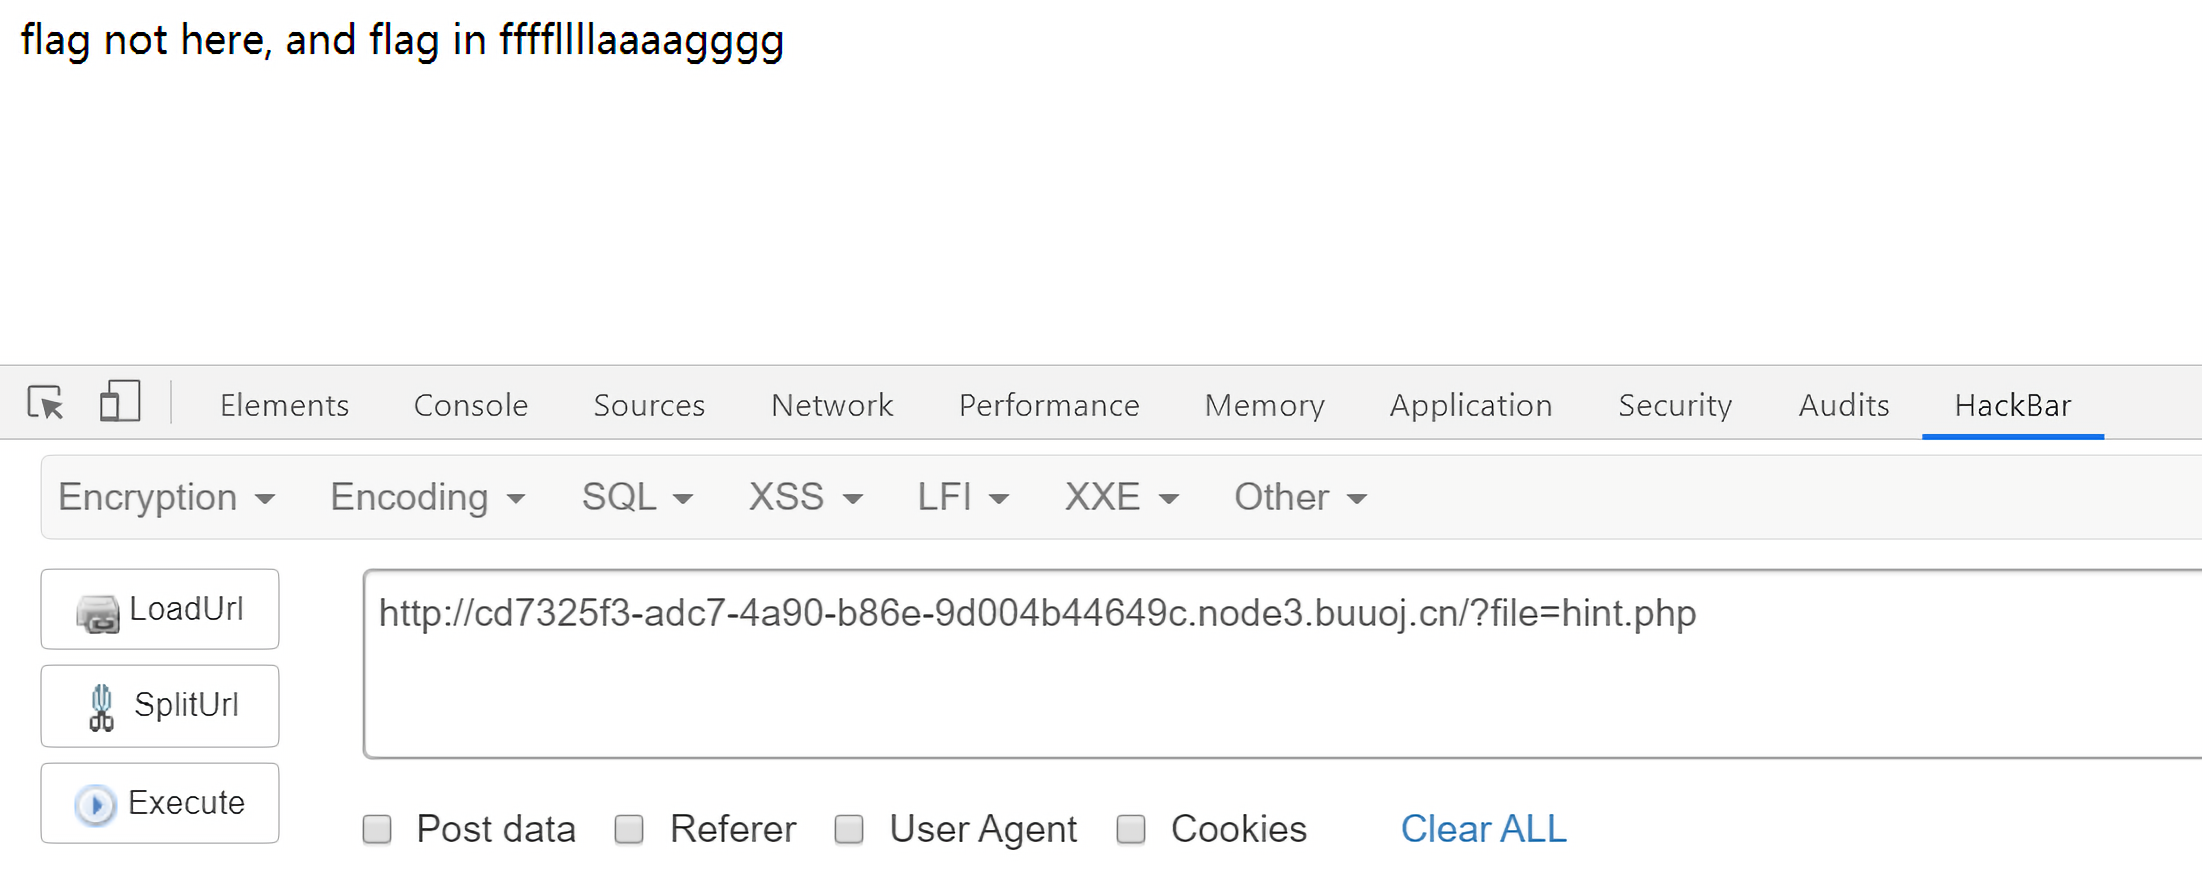 flag not here, and flag in ffffllllaaaagggg
Elements Console Sources Network Performance Memory Application Security Audits HackBar
Encryption Encoding SQL XSS LFI XXE Other
LoadUrl
http://cd7325f3-adc7-4a90-b86e-9d004b44649c.node3.buuoj.cn/?file=hint.php
SplitUrl
Execute
Post data Referer User Agent Cookies Clear ALL